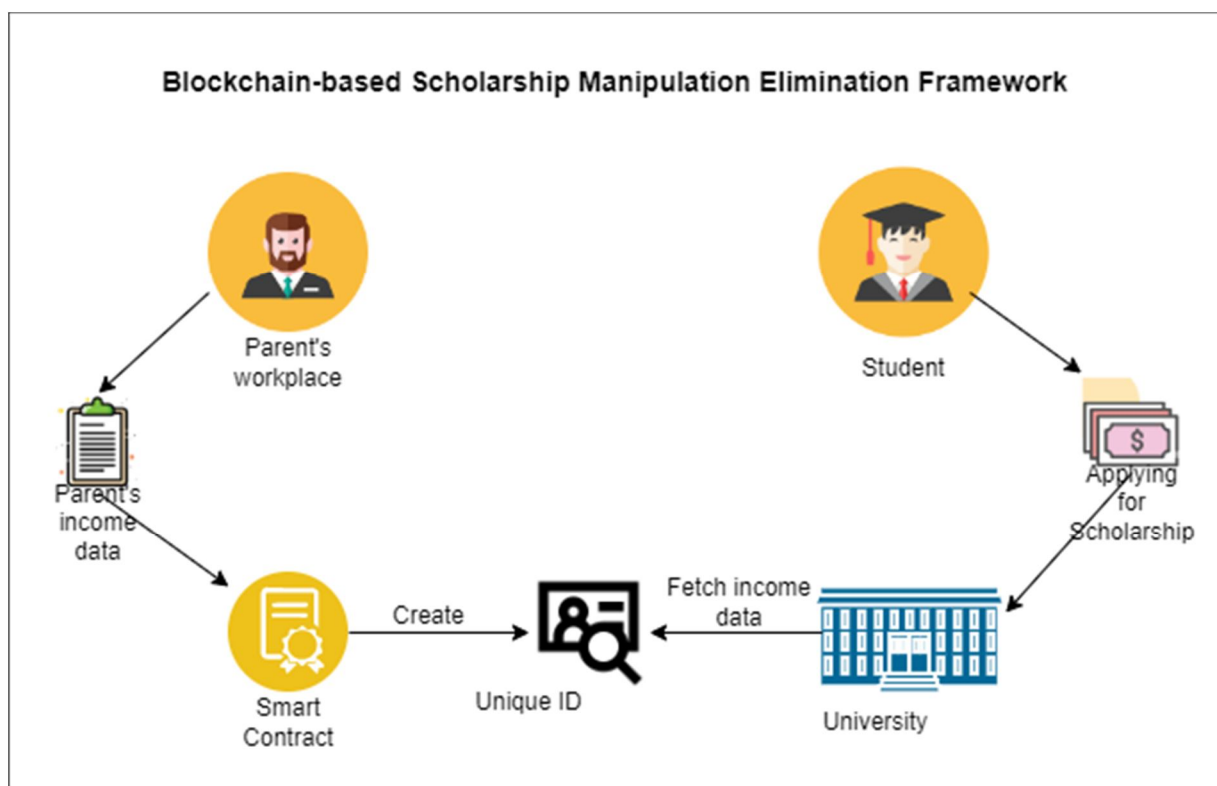 Blockchain-based Scholarship Manipulation Elimination Framework
Parent's
workplace
Student
Parent's
income
data
Applying
for
Scholarship
Smart
Contract
Create
Unique ID
Fetch income
data
University
$